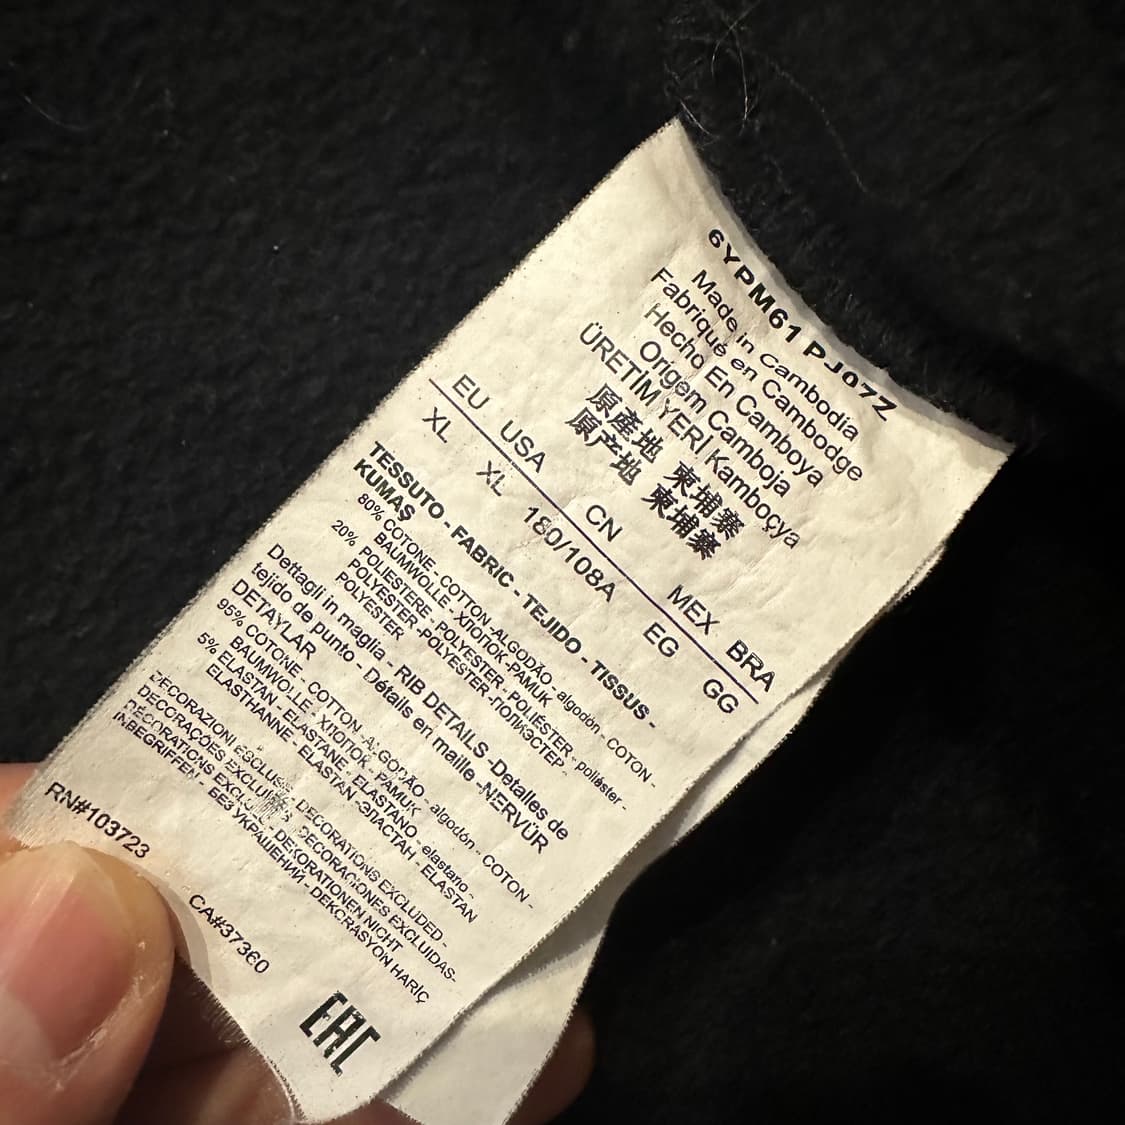 6YPM61 PJ07Z
Made in Cambodia
Fabriqué en Cambodge
Hecho En Camboya
Origem Camboja
ÜRETİM YERİ Kamboçya
原產地 柬埔寨
原产地 柬埔寨
EU USA CN MEX BRA
XL XL 180/108A EG GG
TESSUTO - FABRIC - TEJIDO - TISSUS -
KUMAŞ
80% COTONE - COTTON -ALGODÃO - algodón - COTON -
BAUMWOLLE - ХЛОПОК -PAMUK
20% POLIESTERE - POLYESTER - POLIÉSTER - poliéster -
POLYESTER -POLYESTER -ПОЛИЭСТЕР -
POLYESTER
Dettagli in maglia - RIB DETAILS -Detalles de
tejido de punto - Détails en maille -NERVÜR
DETAYLAR
95% COTONE - COTTON -ALGODÃO - algodón - COTON -
BAUMWOLLE - ХЛОПОК - PAMUK
5% ELASTAN - ELASTANE - ELASTANO - elastano -
ELASTHANNE - ELASTAN -ЭЛАСТАН - ELASTAN
DECORAZIONI ESCLUSE - DECORATIONS EXCLUDED -
DECORAÇÕES EXCLUÍDAS - DECORACIONES EXCLUIDAS-
DÉCORATIONS EXCLUES - DEKORATIONEN NICHT
INBEGRIFFEN - БЕЗ УКРАШЕНИЙ - DEKORASYON HARİÇ
RN#103723 CA#37360
EAC